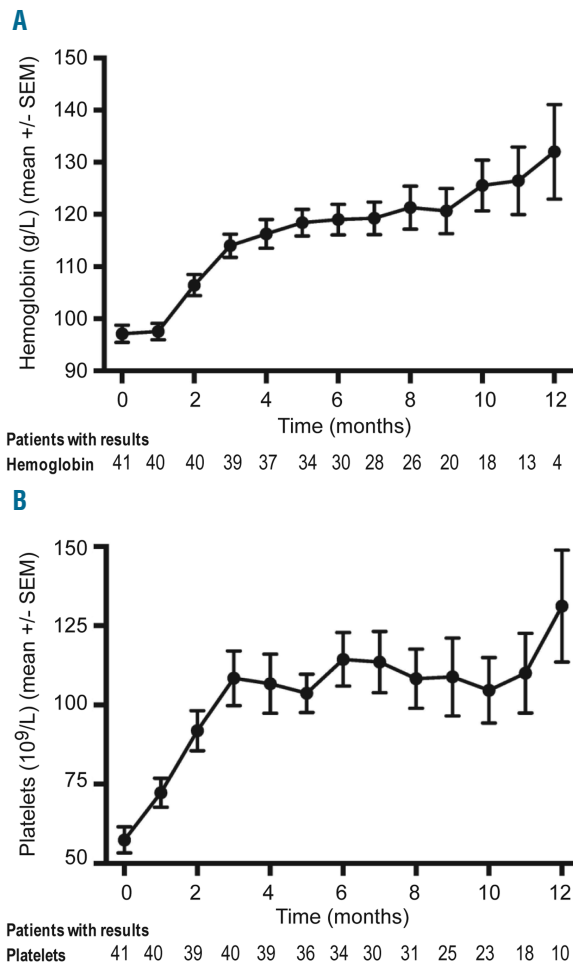 A
Hemoglobin (g/L) (mean +/- SEM)
150
140
130
120
110
100
90
0 2 4 6 8 10 12
Time (months)
Patients with results
Hemoglobin 41 40 40 39 37 34 30 28 26 20 18 13 4
B
Platelets (10⁹/L) (mean +/- SEM)
150
125
100
75
50
0 2 4 6 8 10 12
Time (months)
Patients with results
Platelets 41 40 39 40 39 36 34 30 31 25 23 18 10